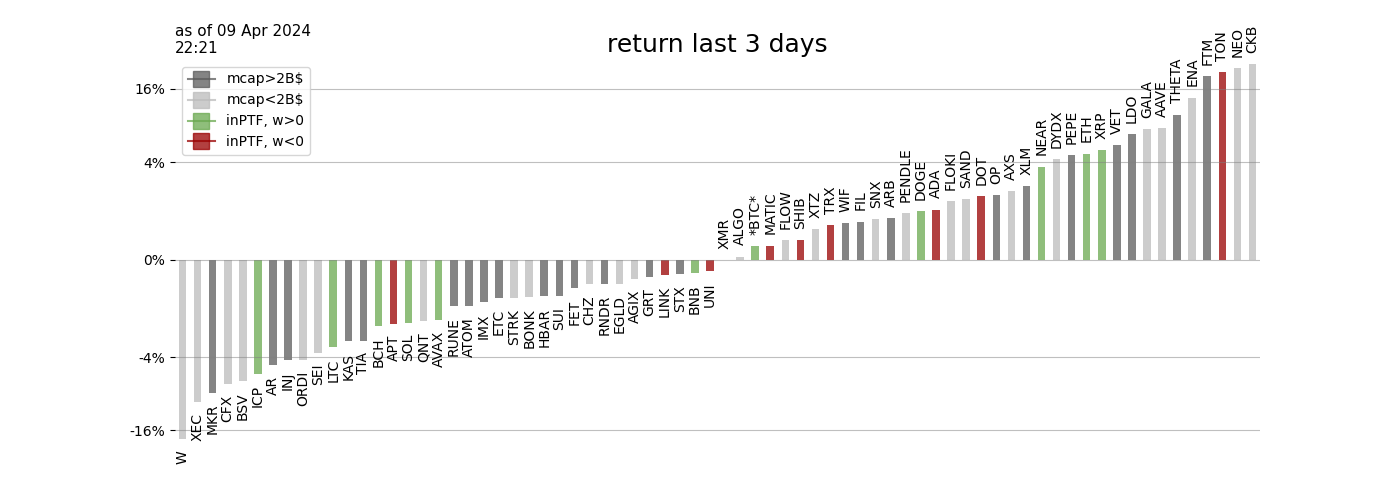 as of 09 Apr 2024
22:21
return last 3 days
mcap>2B$
mcap<2B$
inPTF, w>0
inPTF, w<0
16%
4%
0%
-4%
-16%
W
XEC
MKR
CFX
BSV
ICP
AR
INJ
ORDI
SEI
LTC
KAS
TIA
BCH
APT
SOL
QNT
AVAX
RUNE
ATOM
IMX
ETC
STRK
BONK
HBAR
SUI
FET
CHZ
RNDR
EGLD
AGIX
GRT
LINK
STX
BNB
UNI
XMR
ALGO
*BTC*
MATIC
FLOW
SHIB
XTZ
TRX
WIF
FIL
SNX
ARB
PENDLE
DOGE
ADA
FLOKI
SAND
DOT
OP
AXS
XLM
NEAR
DYDX
PEPE
ETH
XRP
VET
LDO
GALA
AAVE
THETA
ENA
FTM
TON
NEO
CKB